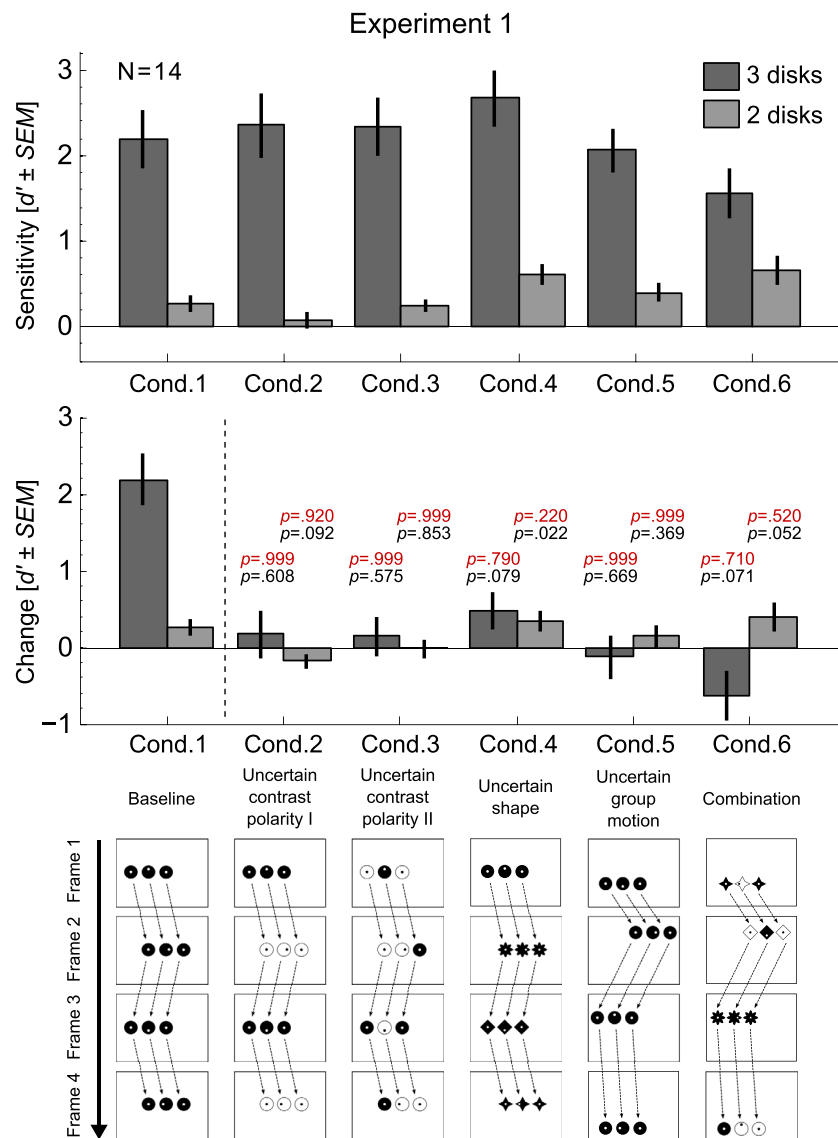 Experiment 1
N=14
3 disks
2 disks
Sensitivity [d′ ± SEM]
3
2
1
0
Cond.1 Cond.2 Cond.3 Cond.4 Cond.5 Cond.6
Change [d′ ± SEM]
3
2
1
0
−1
p=.920 p=.999 p=.220 p=.999 p=.520
p=.092 p=.853 p=.022 p=.369 p=.052
p=.999 p=.999 p=.790 p=.999 p=.710
p=.608 p=.575 p=.079 p=.669 p=.071
Cond.1 Cond.2 Cond.3 Cond.4 Cond.5 Cond.6
Baseline
Uncertain
contrast
polarity I
Uncertain
contrast
polarity II
Uncertain
shape
Uncertain
group
motion
Combination
Frame 1
Frame 2
Frame 3
Frame 4